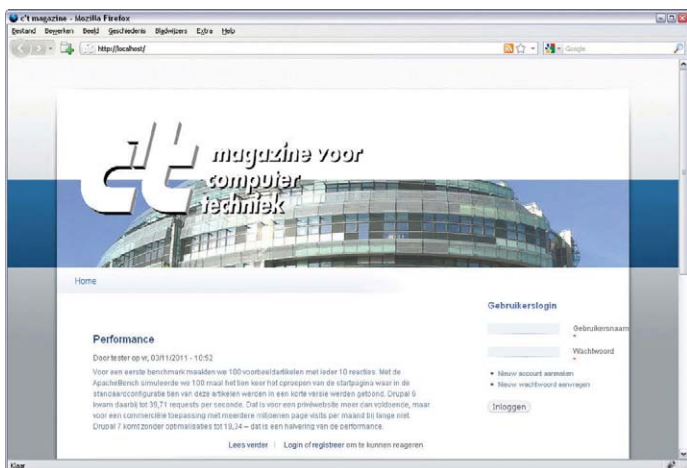 c't magazine - Mozilla Firefox
Bestand Bewerken Beeld Geschiedenis Bladwijzers Extra Help
http://localhost/
Google
c't
magazine voor
computer
techniek
Home
Gebruikerslogin
Gebruikersnaam
*
Wachtwoord
*
• Nieuw account aanmaken
• Nieuw wachtwoord aanvragen
Inloggen
Performance
Door tester op vr, 03/11/2011 - 10:52
Voor een eerste benchmark maakten we 100 voorbeeldartikelen met ieder 10 reacties. Met de
ApacheBench simuleerde we 100 maal het tien keer het oproepen van de startpagina waar in de
standaardconfiguratie tien van deze artikelen werden in een korte versie werden getoond. Drupal 6
kwam daarbij tot 39,71 requests per seconde. Dat is voor een privéwebsite meer dan voldoende, maar
voor een commerciële toepassing met meerdere miljoenen page visits per maand bij lange niet.
Drupal 7 komt zonder optimalisaties tot 19,34 – dat is een halvering van de performance.
Lees verder | Login of registreer om te kunnen reageren
Klaar